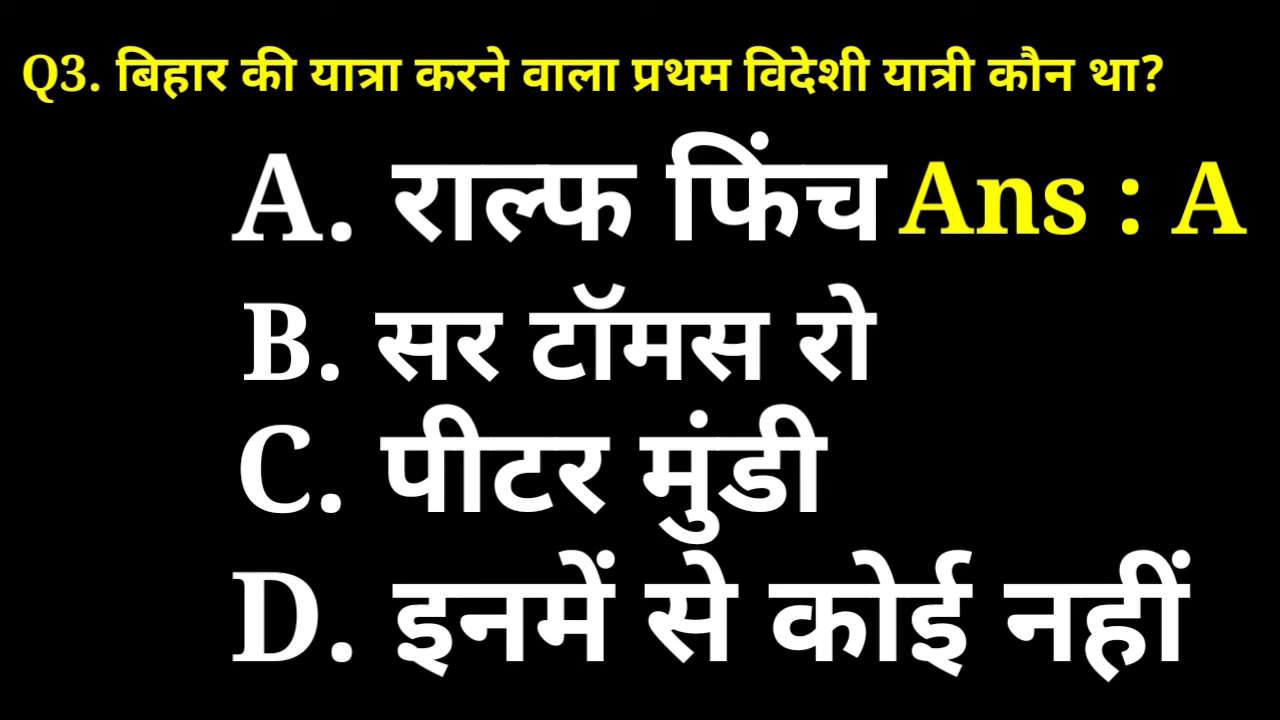 Q3. बिहार की यात्रा करने वाला प्रथम विदेशी यात्री कौन था?
A. राल्फ फिंच Ans : A
B. सर टॉमस रो
C. पीटर मुंडी
D. इनमें से कोई नहीं